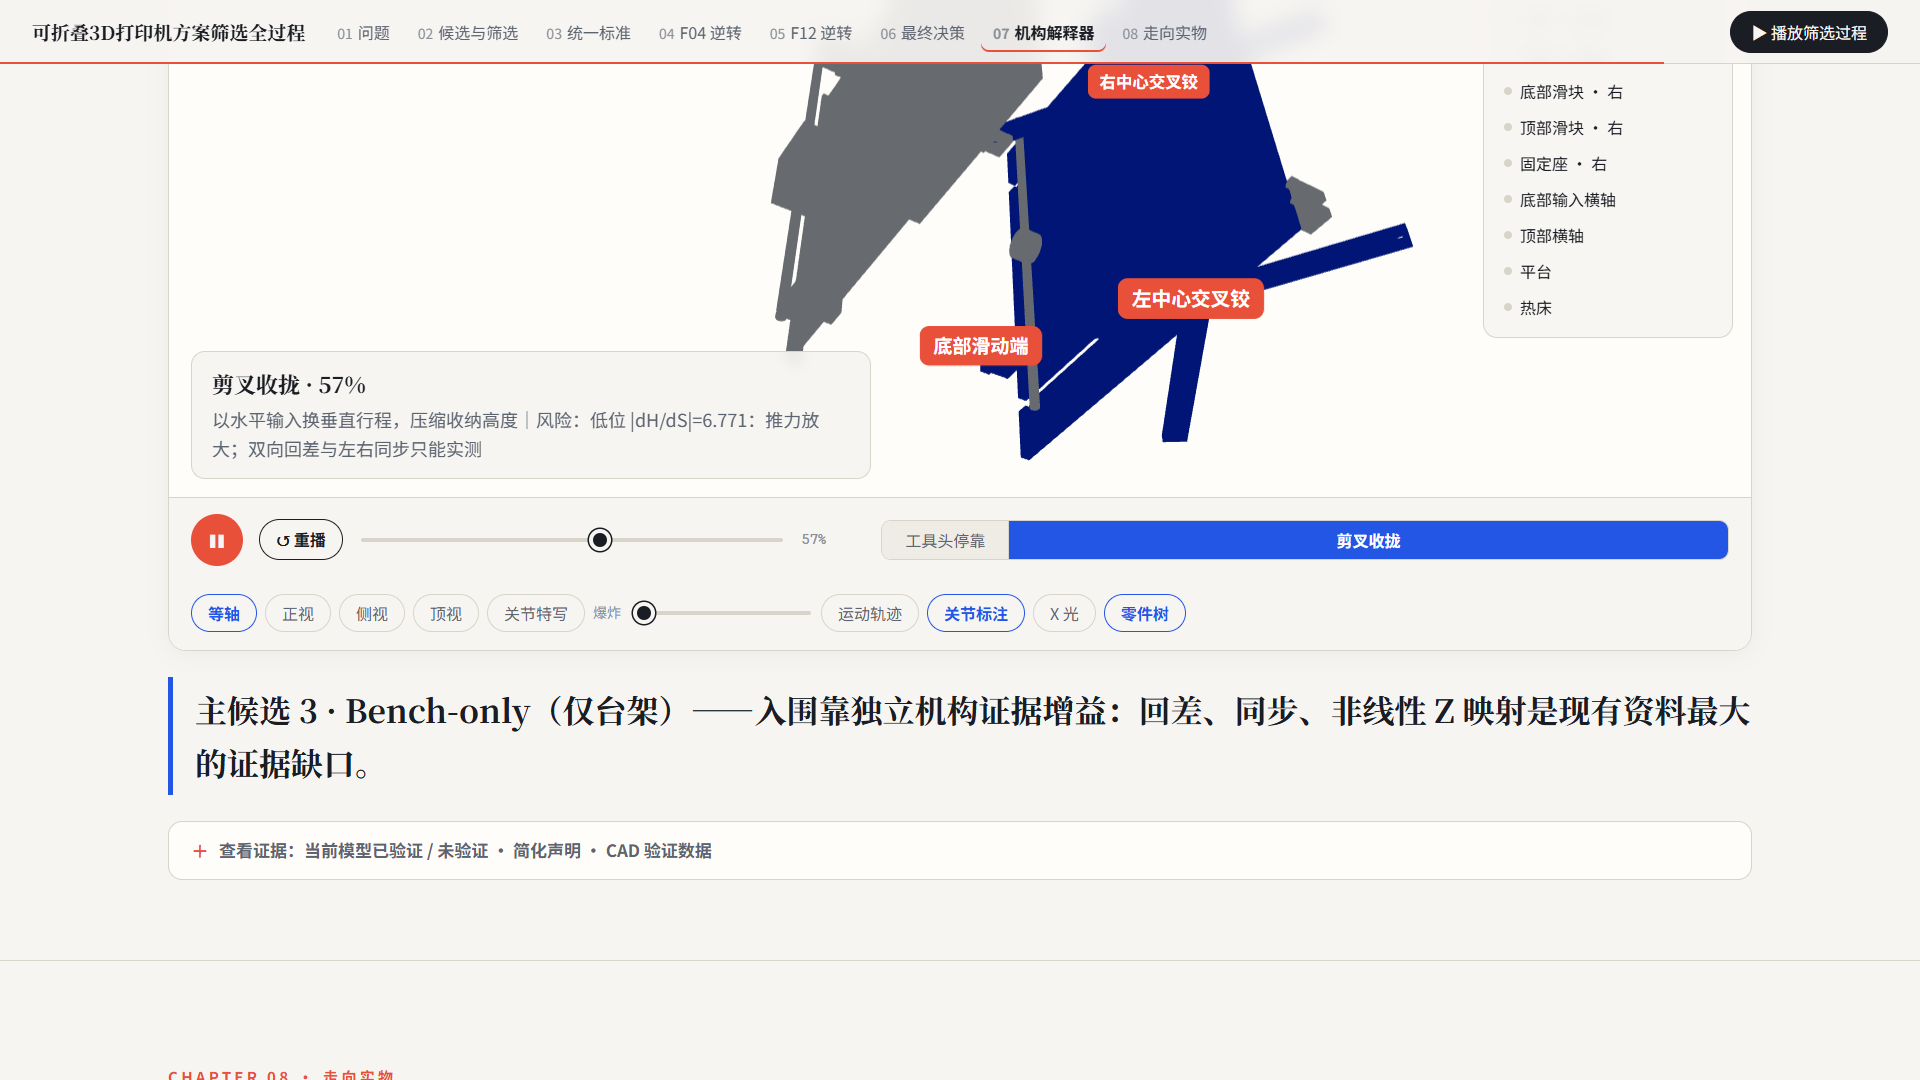 可折叠3D打印机方案筛选全过程
01 问题
02 候选与筛选
03 统一标准
04 F04 逆转
05 F12 逆转
06 最终决策
07 机构解释器
08 走向实物
▶ 播放筛选过程
右中心交叉铰
底部滑块 · 右
顶部滑块 · 右
固定座 · 右
底部输入横轴
顶部横轴
平台
热床
左中心交叉铰
底部滑动端
剪叉收拢 · 57%
以水平输入换垂直行程，压缩收纳高度｜风险：低位 |dH/dS|=6.771：推力放
大；双向回差与左右同步只能实测
↺ 重播
57%
工具头停靠
剪叉收拢
等轴
正视
侧视
顶视
关节特写
爆炸
运动轨迹
关节标注
X 光
零件树
主候选 3 · Bench-only（仅台架）——入围靠独立机构证据增益：回差、同步、非线性 Z 映射是现有资料最大
的证据缺口。
+ 查看证据：当前模型已验证 / 未验证 · 简化声明 · CAD 验证数据
CHAPTER 08 · 走向实物